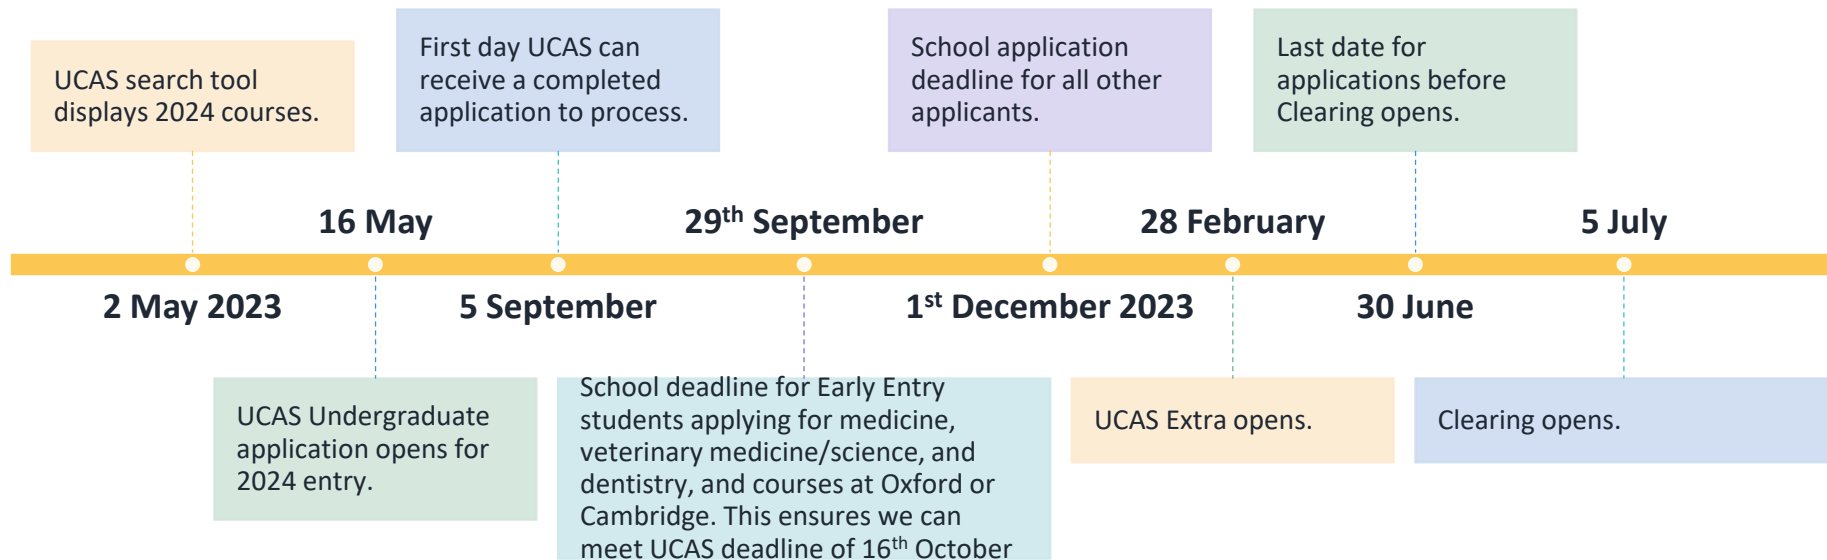 UCAS search tool
displays 2024 courses.
First day UCAS can
receive a completed
application to process.
School application
deadline for all other
applicants.
Last date for
applications before
Clearing opens.
16 May
29th September
28 February
5 July
2 May 2023
5 September
1st December 2023
30 June
UCAS Undergraduate
application opens for
2024 entry.
School deadline for Early Entry
students applying for medicine,
veterinary medicine/science, and
dentistry, and courses at Oxford or
Cambridge. This ensures we can
meet UCAS deadline of 16th October
UCAS Extra opens.
Clearing opens.